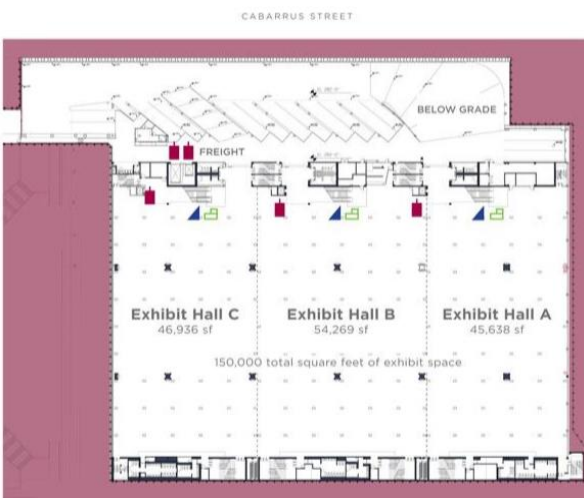 CABARRUS STREET
BELOW GRADE
FREIGHT
Exhibit Hall C
46,936 sf
Exhibit Hall B
54,269 sf
Exhibit Hall A
45,638 sf
150,000 total square feet of exhibit space